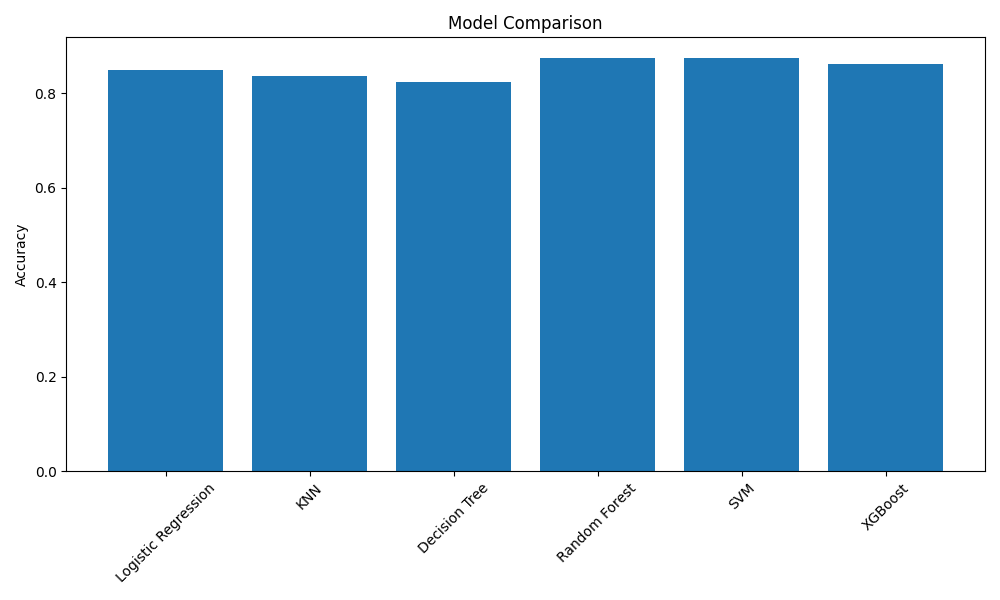 Model Comparison
Accuracy
0.8
0.6
0.4
0.2
0.0
Logistic Regression
KNN
Decision Tree
Random Forest
SVM
XGBoost